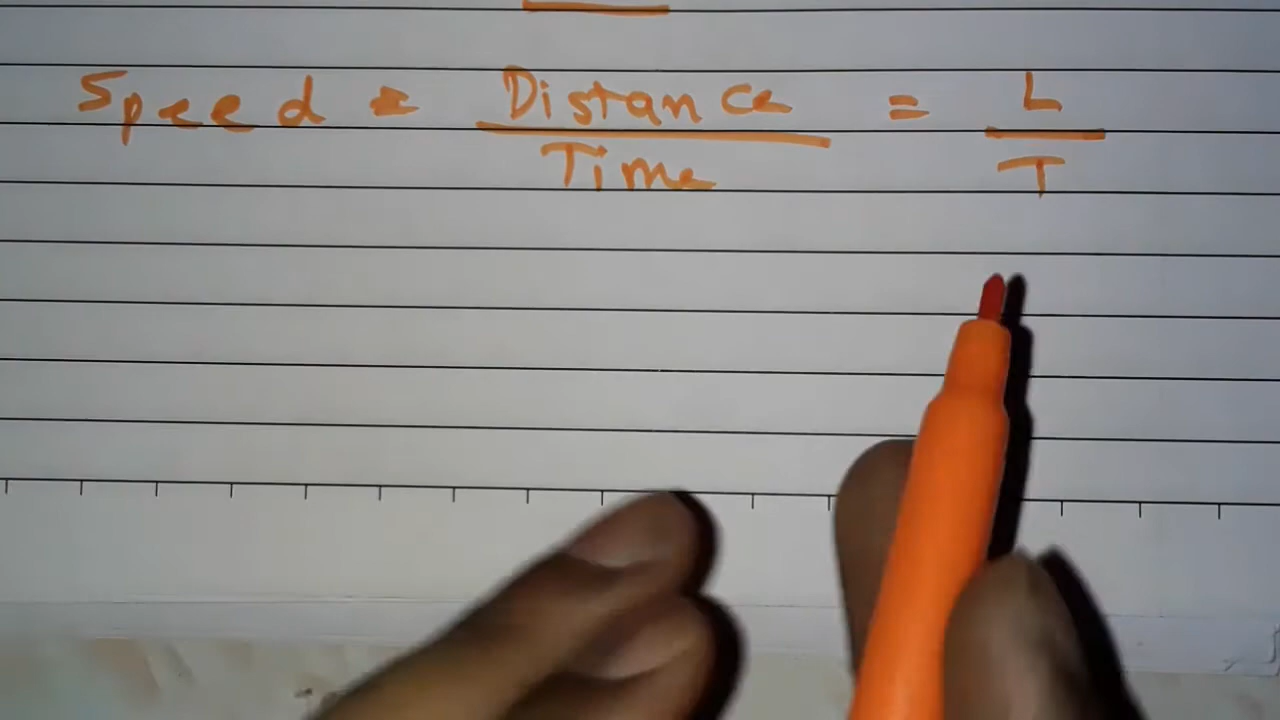 Speed = Distance / Time = L / T